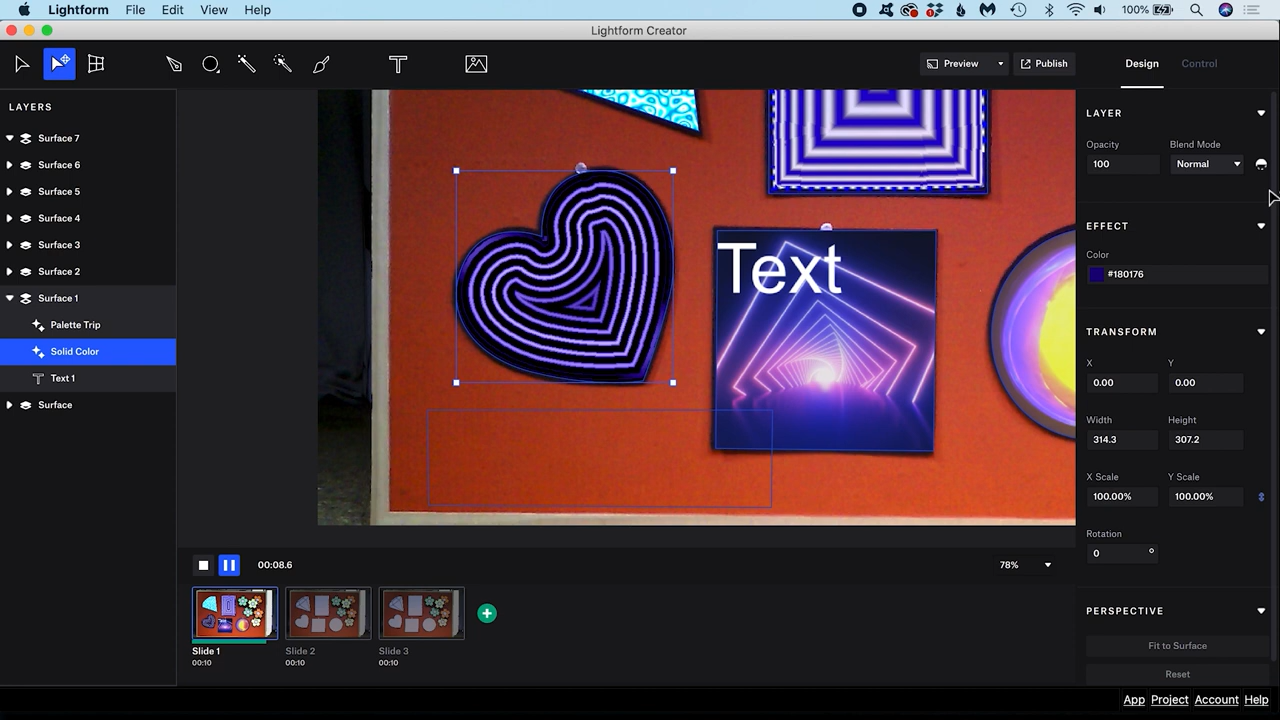 Lightform File Edit View Help
100%
Lightform Creator
T
Preview
Publish
Design
Control
LAYERS
Surface 7
Surface 6
Surface 5
Surface 4
Surface 3
Surface 2
Surface 1
Palette Trip
Solid Color
T Text 1
Surface
Text
LAYER
Opacity Blend Mode
100 Normal
EFFECT
Color
#180176
TRANSFORM
X Y
0.00 0.00
Width Height
314.3 307.2
X Scale Y Scale
100.00% 100.00%
Rotation
0 °
PERSPECTIVE
Fit to Surface
Reset
00:08.6
78%
Slide 1 Slide 2 Slide 3
00:10 00:10 00:10
App Project Account Help